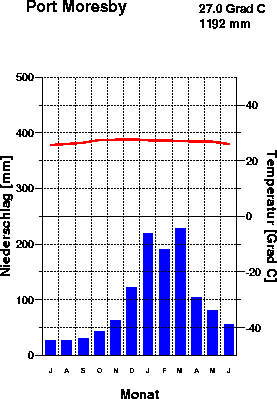 Port Moresby
27.0 Grad C
1192 mm
500
400
300
200
100
0
Niederschlag [mm]
40
20
0
-20
-40
Temperatur [Grad C]
J A S O N D J F M A M J
Monat